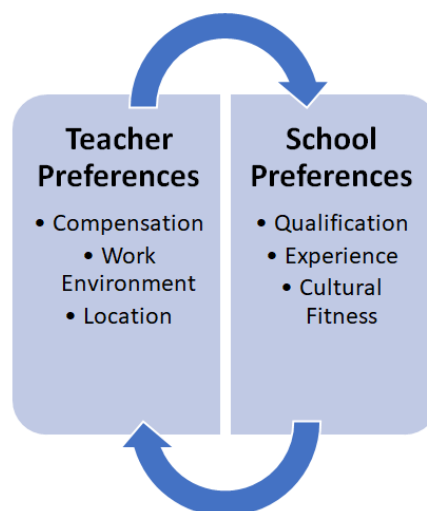 Teacher
Preferences
• Compensation
• Work
Environment
• Location
School
Preferences
• Qualification
• Experience
• Cultural
Fitness